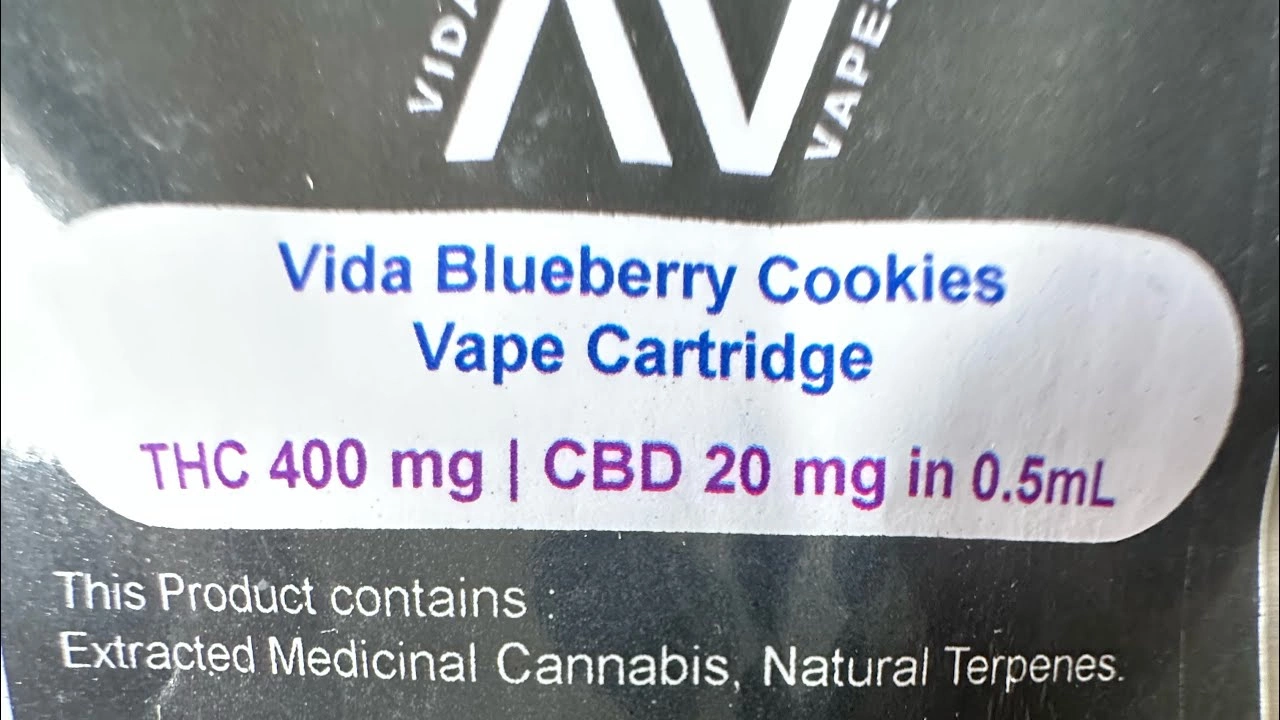 VIDA
VAPES
Vida Blueberry Cookies
Vape Cartridge
THC 400 mg | CBD 20 mg in 0.5mL
This Product contains :
Extracted Medicinal Cannabis, Natural Terpenes.